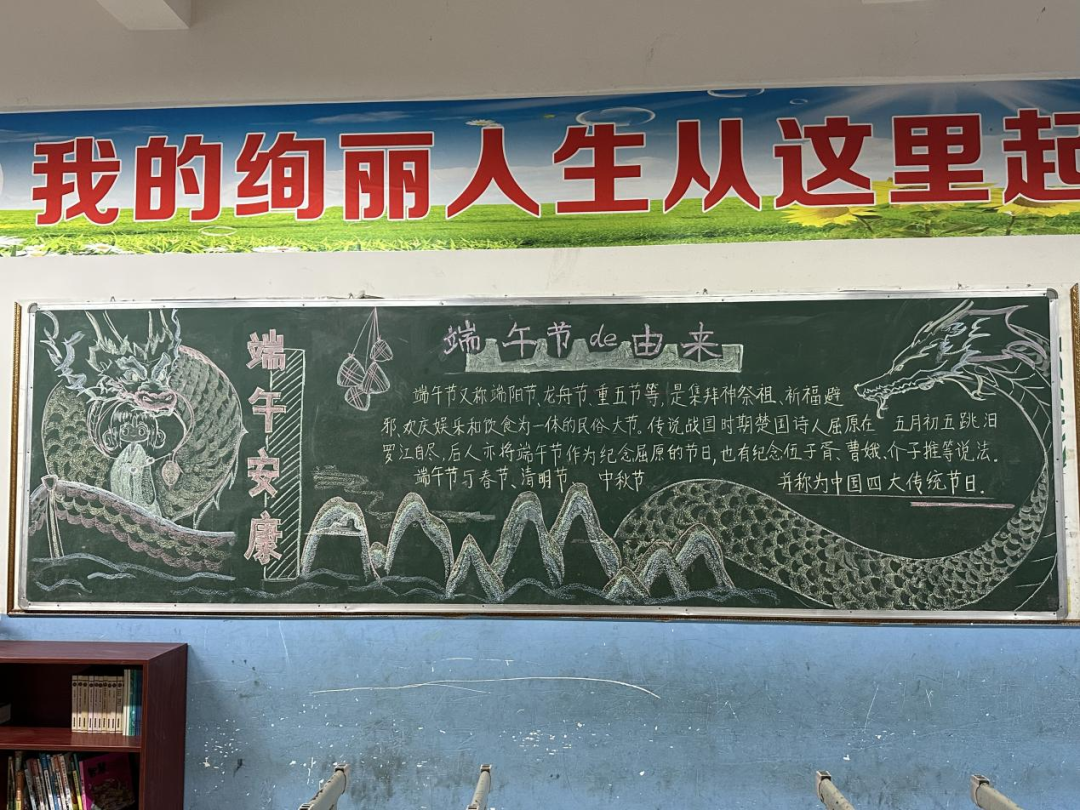 我的绚丽人生从这里起
端午安康
端午节de由来
端午节又称端阳节、龙舟节、重五节等,是集拜神祭祖、祈福避
邪、欢庆娱乐和饮食为一体的民俗大节。传说战国时期楚国诗人屈原在 五月初五跳汨
罗江自尽,后人亦将端午节作为纪念屈原的节日,也有纪念伍子胥、曹娥、介子推等说法.
端午节与春节、清明节、 中秋节 并称为中国四大传统节日.